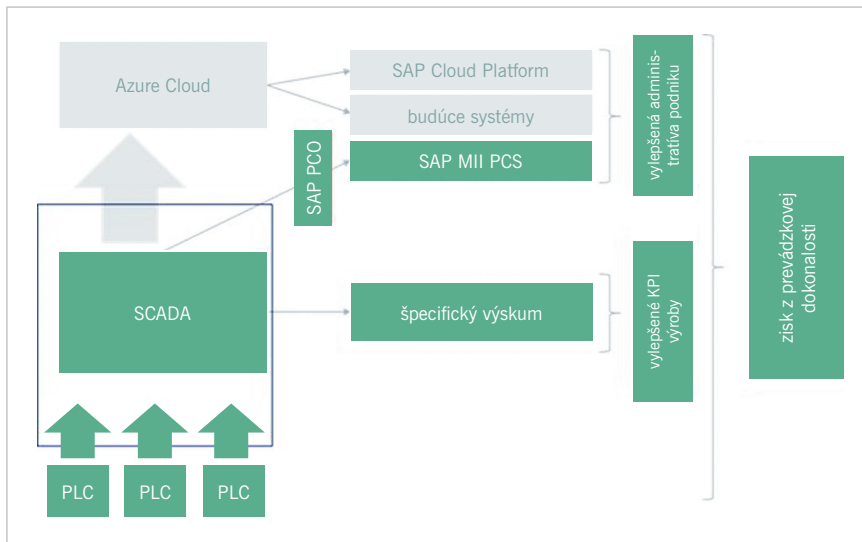 Azure Cloud
SAP Cloud Platform
budúce systémy
SAP PCO
SAP MII PCS
vylepšená adminis-
tratíva podniku
SCADA
špecifický výskum
vylepšené KPI
výroby
zisk z prevádzkovej
dokonalosti
PLC
PLC
PLC